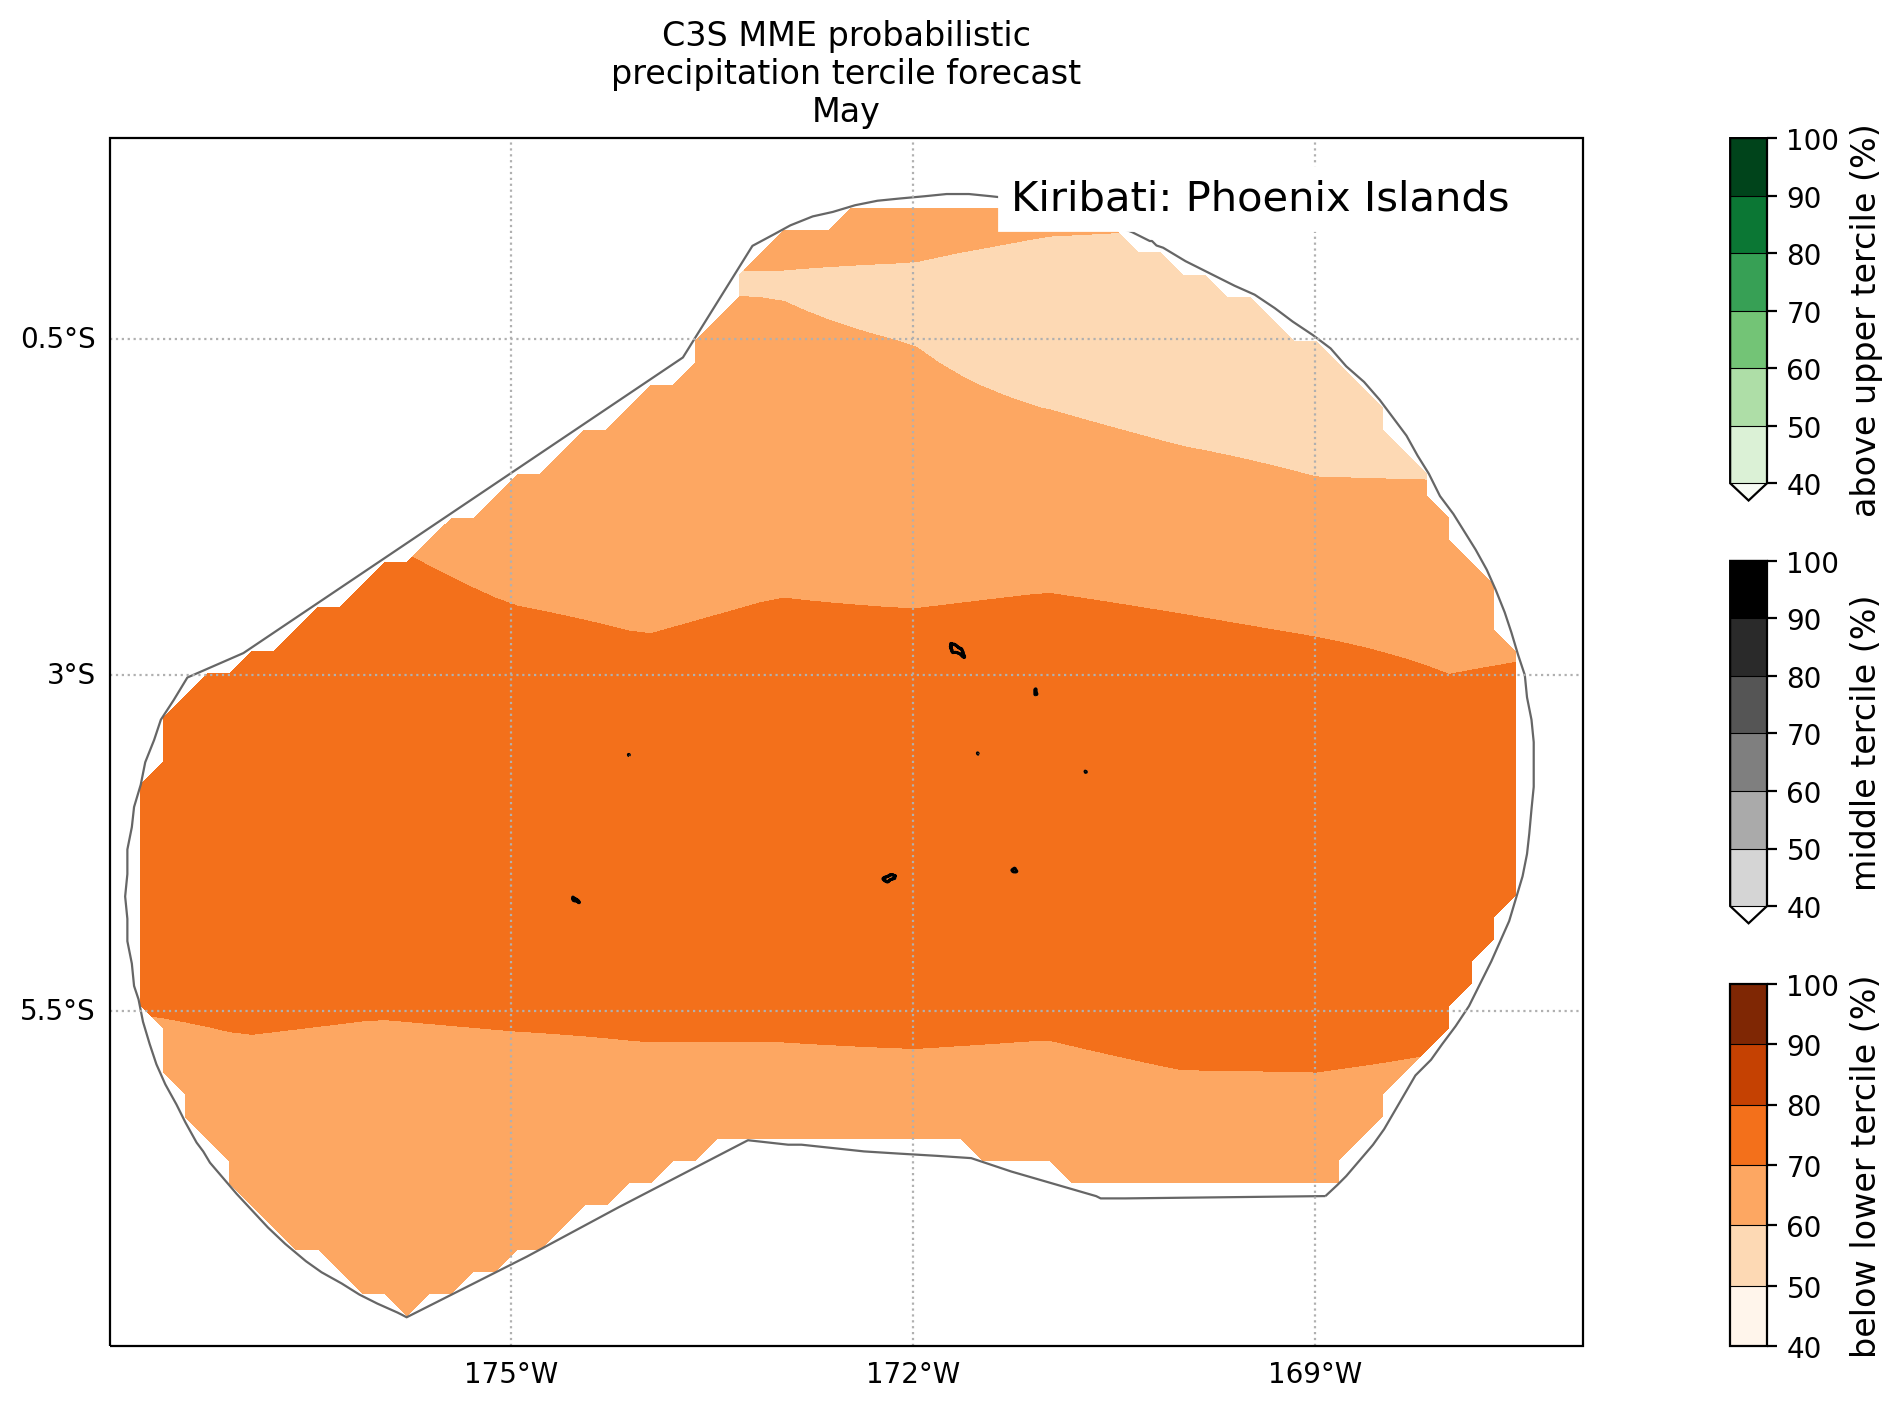 C3S MME probabilistic
precipitation tercile forecast
May
Kiribati: Phoenix Islands
0.5°S
3°S
5.5°S
175°W
172°W
169°W
100
90
80
70
60
50
40
above upper tercile (%)
100
90
80
70
60
50
40
middle tercile (%)
100
90
80
70
60
50
40
below lower tercile (%)